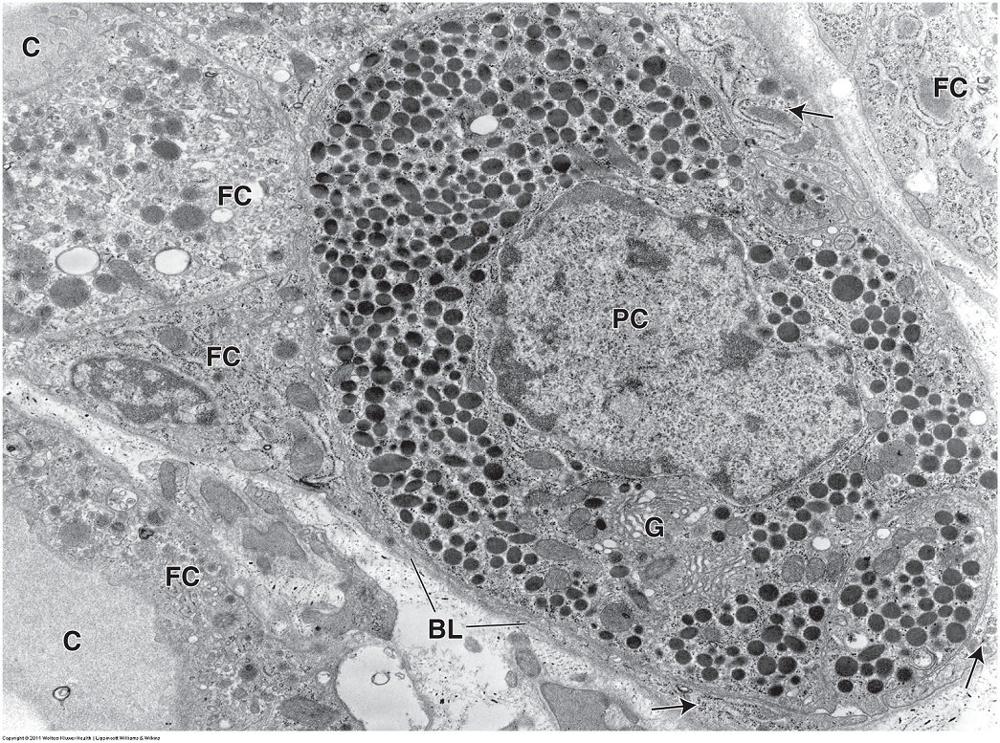 C
FC
FC
PC
FC
G
FC
BL
C
Copyright © 2011 Wolters Kluwer Health | Lippincott Williams & Wilkins